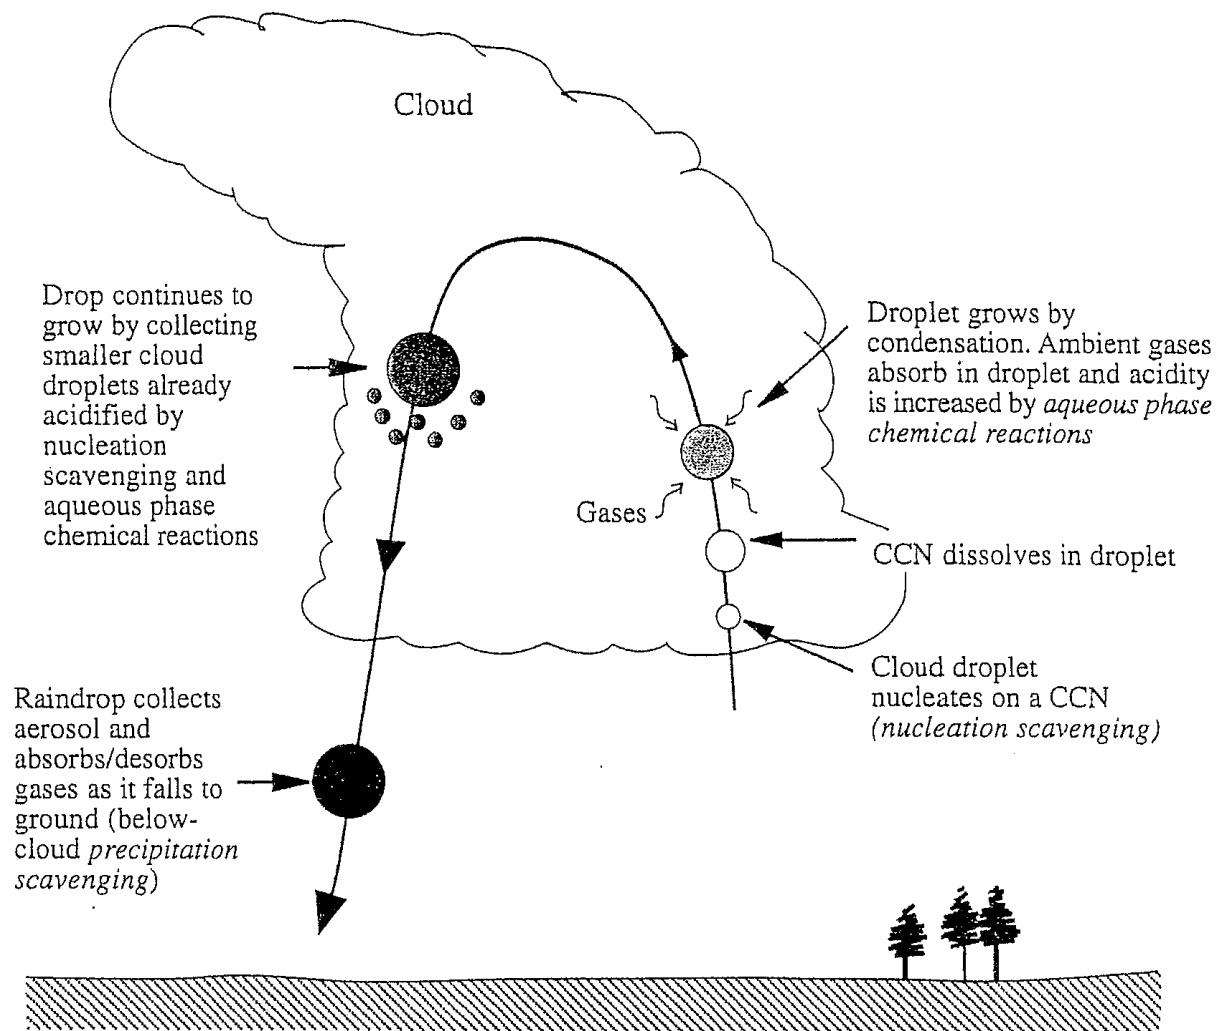 Cloud
Drop continues to
grow by collecting
smaller cloud
droplets already
acidified by
nucleation
scavenging and
aqueous phase
chemical reactions
Droplet grows by
condensation. Ambient gases
absorb in droplet and acidity
is increased by aqueous phase
chemical reactions
Gases
CCN dissolves in droplet
Cloud droplet
nucleates on a CCN
(nucleation scavenging)
Raindrop collects
aerosol and
absorbs/desorbs
gases as it falls to
ground (below-
cloud precipitation
scavenging)